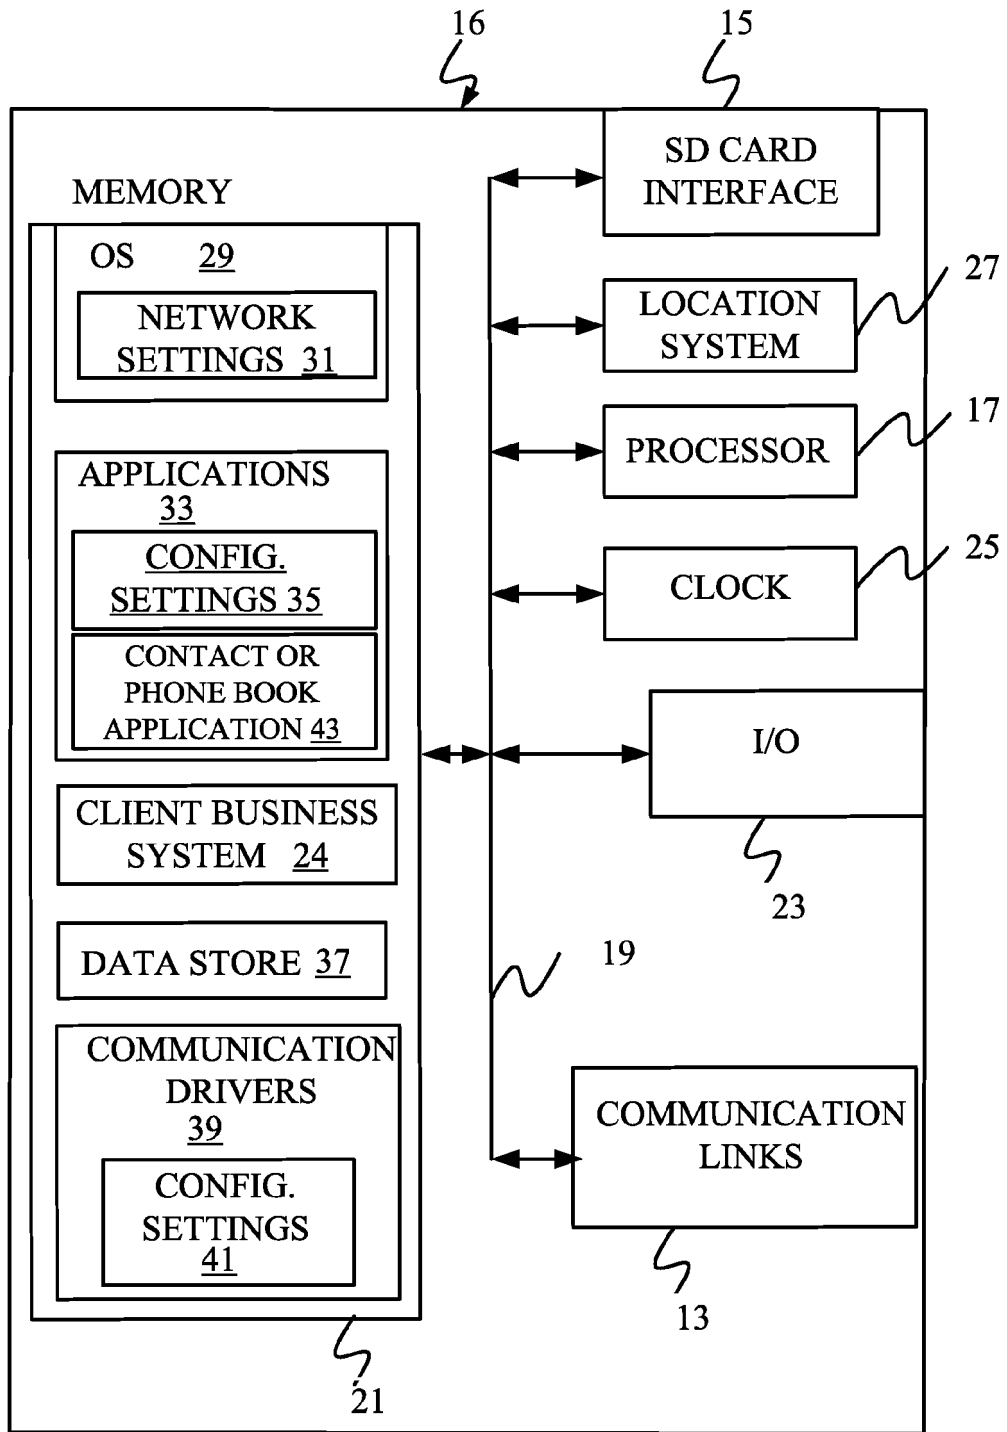 16
15
MEMORY
OS 29
NETWORK
SETTINGS 31
APPLICATIONS
33
CONFIG.
SETTINGS 35
CONTACT OR
PHONE BOOK
APPLICATION 43
CLIENT BUSINESS
SYSTEM 24
DATA STORE 37
COMMUNICATION
DRIVERS
39
CONFIG.
SETTINGS
41
21
SD CARD
INTERFACE
LOCATION
SYSTEM
27
PROCESSOR
17
CLOCK
25
I/O
23
19
COMMUNICATION
LINKS
13